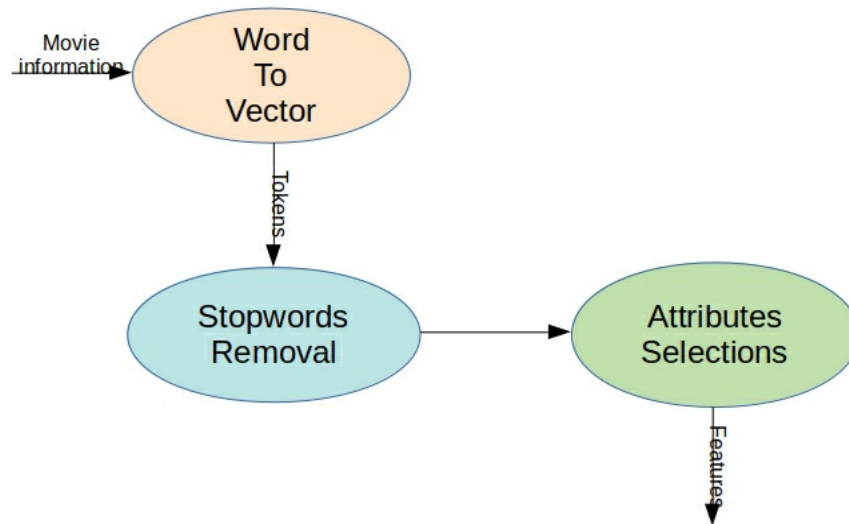 Movie
information
Word
To
Vector
Tokens
Stopwords
Removal
Attributes
Selections
Features